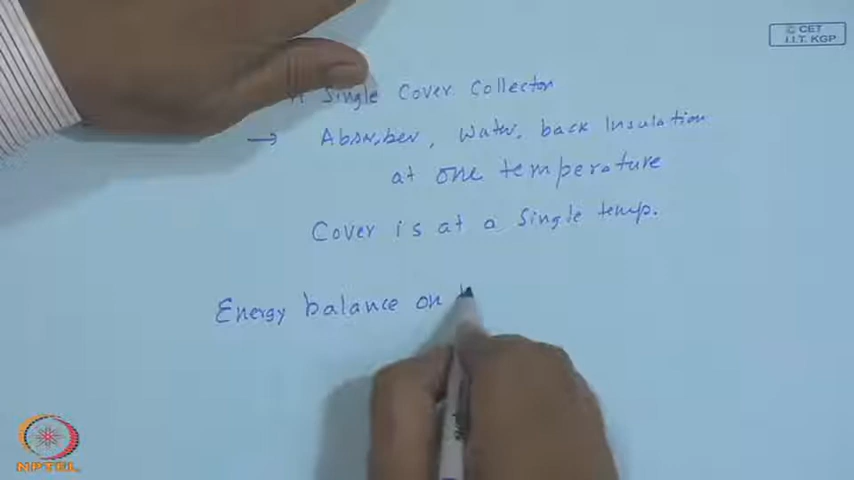 © CET
I.I.T. KGP
Single Cover Collector
→ Absorber, Water, back Insulation
at one temperature
Cover is at a Single temp.
Energy balance on
NPTEL